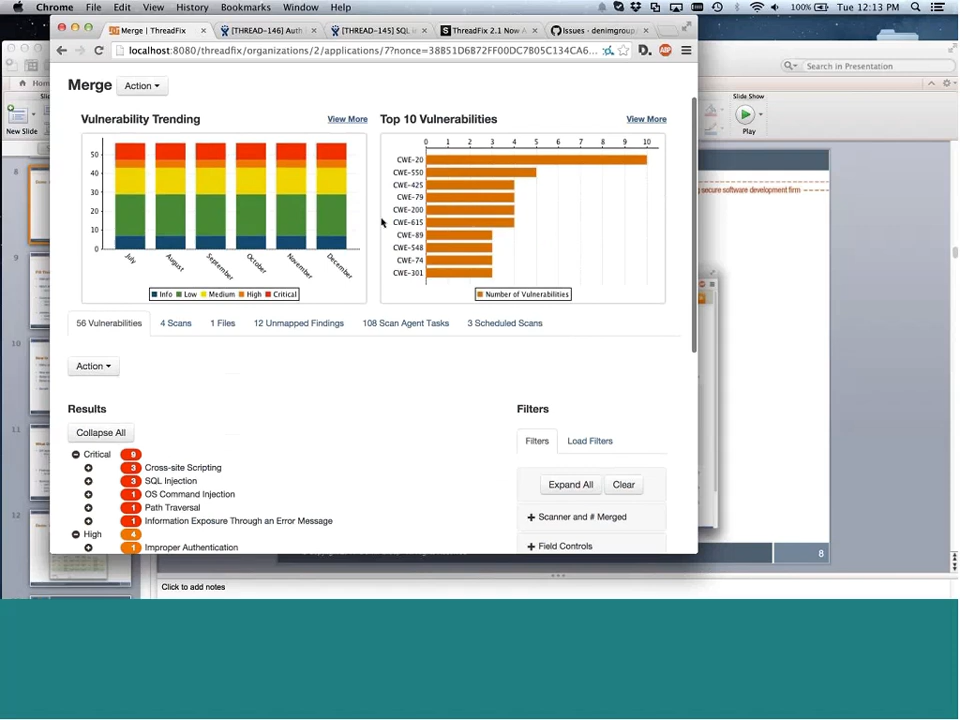 Chrome File Edit View History Bookmarks Window Help 100% Tue 12:13 PM
Merge | ThreadFix [THREAD-146] Auth [THREAD-145] SQL ThreadFix 2.1 Now A Issues · denimgroup
localhost:8080/threadfix/organizations/2/applications/7?nonce=38B51D6B72FF00DC7B05C134CA6...
Search in Presentation
Home
Slide Show
New Slide
Play
Merge Action
Vulnerability Trending View More
50
40
30
20
10
0
July August September October November December
Info Low Medium High Critical
Top 10 Vulnerabilities View More
0 1 2 3 4 5 6 7 8 9 10
CWE-20
CWE-550
CWE-425
CWE-79
CWE-200
CWE-615
CWE-89
CWE-548
CWE-74
CWE-301
Number of Vulnerabilities
56 Vulnerabilities 4 Scans 1 Files 12 Unmapped Findings 108 Scan Agent Tasks 3 Scheduled Scans
Action
Results
Collapse All
Critical 9
3 Cross-site Scripting
3 SQL Injection
1 OS Command Injection
1 Path Traversal
1 Information Exposure Through an Error Message
High 4
1 Improper Authentication
Filters
Filters Load Filters
Expand All Clear
Scanner and # Merged
Field Controls
8
9
10
11
12
ng secure software development firm
8
Click to add notes